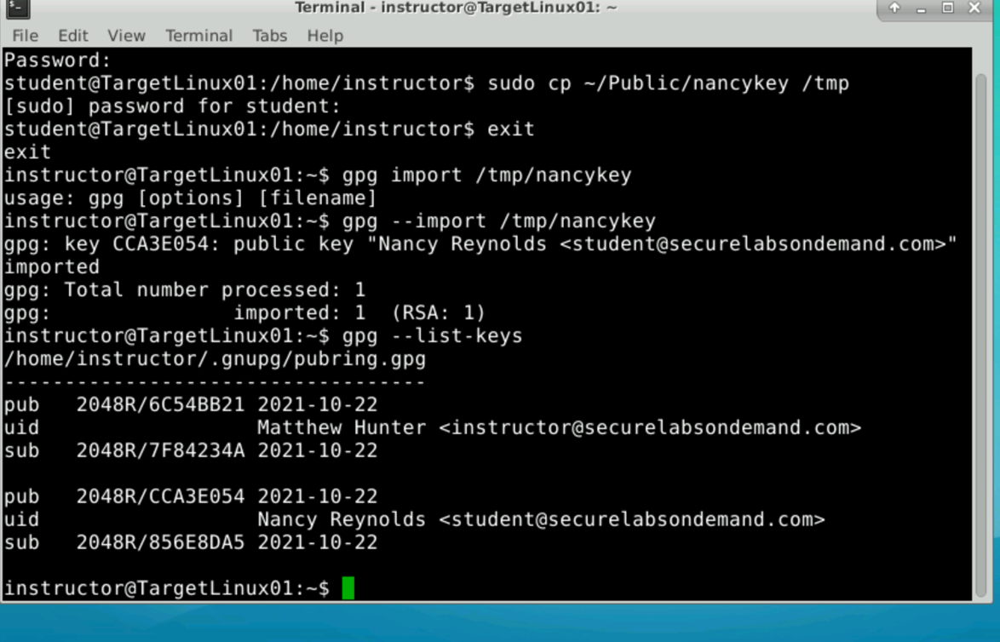 Terminal - instructor@TargetLinux01: ~
File Edit View Terminal Tabs Help
Password:
student@TargetLinux01:/home/instructor$ sudo cp ~/Public/nancykey /tmp
[sudo] password for student:
student@TargetLinux01:/home/instructor$ exit
exit
instructor@TargetLinux01:~$ gpg import /tmp/nancykey
usage: gpg [options] [filename]
instructor@TargetLinux01:~$ gpg --import /tmp/nancykey
gpg: key CCA3E054: public key "Nancy Reynolds <student@securelabsondemand.com>"
imported
gpg: Total number processed: 1
gpg:               imported: 1  (RSA: 1)
instructor@TargetLinux01:~$ gpg --list-keys
/home/instructor/.gnupg/pubring.gpg
-----------------------------------
pub   2048R/6C54BB21 2021-10-22
uid                  Matthew Hunter <instructor@securelabsondemand.com>
sub   2048R/7F84234A 2021-10-22
pub   2048R/CCA3E054 2021-10-22
uid                  Nancy Reynolds <student@securelabsondemand.com>
sub   2048R/856E8DA5 2021-10-22
instructor@TargetLinux01:~$